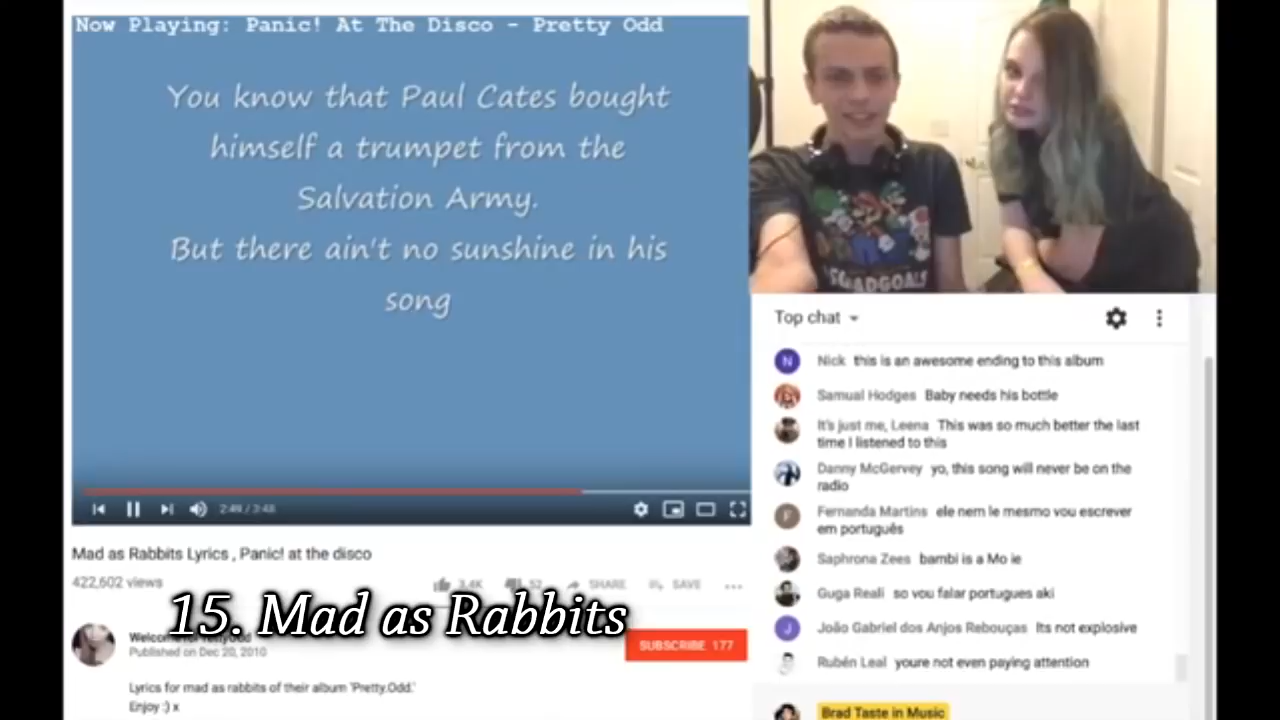 Now Playing: Panic! At The Disco - Pretty Odd
You know that Paul Cates bought
himself a trumpet from the
Salvation Army.
But there ain't no sunshine in his
song
2:49 / 3:48
Mad as Rabbits Lyrics , Panic! at the disco
422,602 views
3.4K
52
SHARE
SAVE
15. Mad as Rabbits
Published on Dec 20, 2010
SUBSCRIBE 177
Lyrics for mad as rabbits of their album 'Pretty.Odd.'
Enjoy :) x
SQUADGOALS
Top chat
N
Nick this is an awesome ending to this album
Samual Hodges Baby needs his bottle
It's just me, Leena This was so much better the last
time I listened to this
Danny McGervey yo, this song will never be on the
radio
F
Fernanda Martins ele nem le mesmo vou escrever
em português
Saphrona Zees bambi is a Mo ie
Guga Reali so vou falar portugues aki
J
João Gabriel dos Anjos Rebouças Its not explosive
Rubén Leal youre not even paying attention
Brad Taste in Music